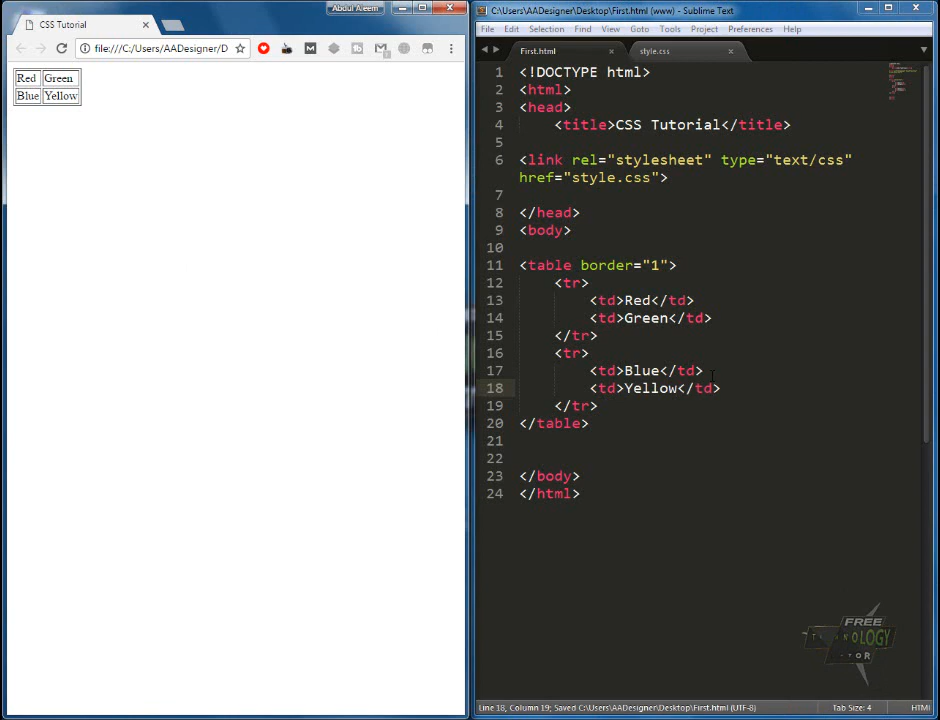 Abdul Aleem
CSS Tutorial
file:///C:/Users/AADesigner/D
Red Green
Blue Yellow
C:\Users\AADesigner\Desktop\First.html (www) - Sublime Text
File Edit Selection Find View Goto Tools Project Preferences Help
First.html style.css
1 <!DOCTYPE html>
2 <html>
3 <head>
4 <title>CSS Tutorial</title>
5
6 <link rel="stylesheet" type="text/css"
href="style.css">
7
8 </head>
9 <body>
10
11 <table border="1">
12 <tr>
13 <td>Red</td>
14 <td>Green</td>
15 </tr>
16 <tr>
17 <td>Blue</td>
18 <td>Yellow</td>
19 </tr>
20 </table>
21
22
23 </body>
24 </html>
FREE
Line 18, Column 19; Saved C:\Users\AADesigner\Desktop\First.html (UTF-8) Tab Size: 4 HTML